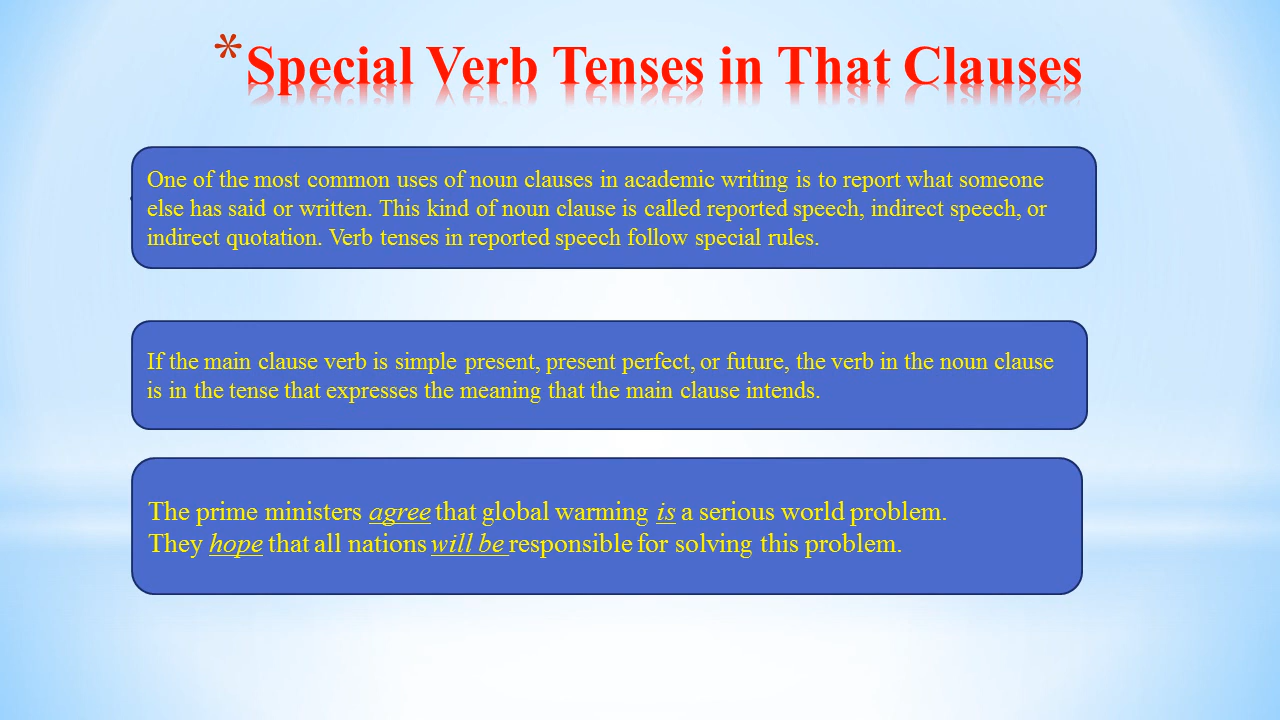 *Special Verb Tenses in That Clauses
One of the most common uses of noun clauses in academic writing is to report what someone
else has said or written. This kind of noun clause is called reported speech, indirect speech, or
indirect quotation. Verb tenses in reported speech follow special rules.
If the main clause verb is simple present, present perfect, or future, the verb in the noun clause
is in the tense that expresses the meaning that the main clause intends.
The prime ministers agree that global warming is a serious world problem.
They hope that all nations will be responsible for solving this problem.